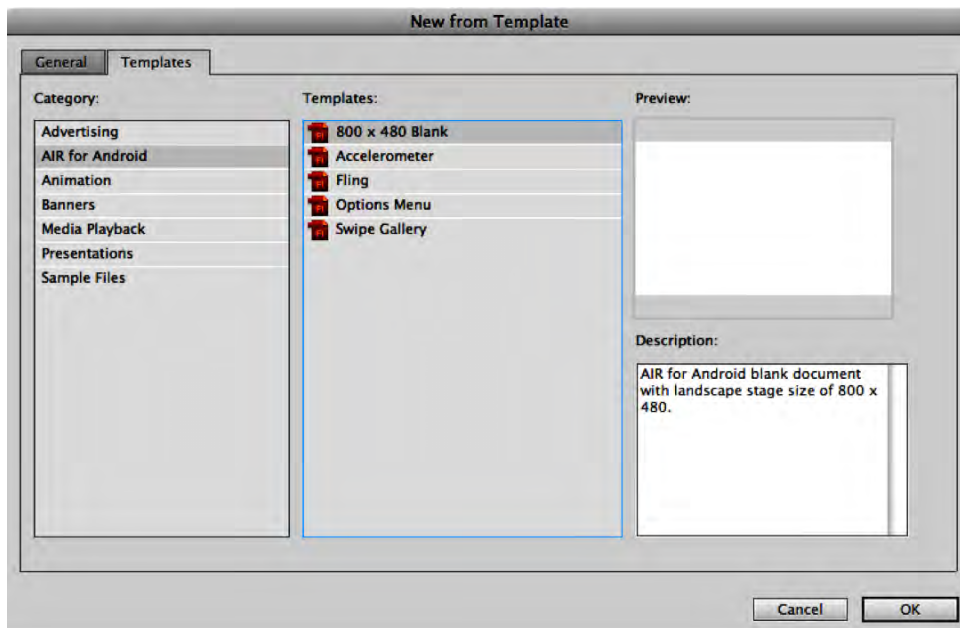 New from Template
General
Templates
Category:
Advertising
AIR for Android
Animation
Banners
Media Playback
Presentations
Sample Files
Templates:
800 x 480 Blank
Accelerometer
Fling
Options Menu
Swipe Gallery
Preview:
Description:
AIR for Android blank document
with landscape stage size of 800 x
480.
Cancel
OK